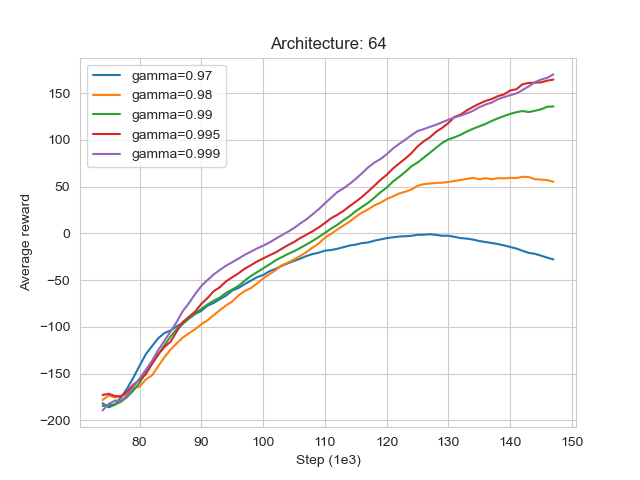 Architecture: 64
gamma=0.97
gamma=0.98
gamma=0.99
gamma=0.995
gamma=0.999
150
100
50
0
−50
−100
−150
−200
Average reward
80 90 100 110 120 130 140 150
Step (1e3)